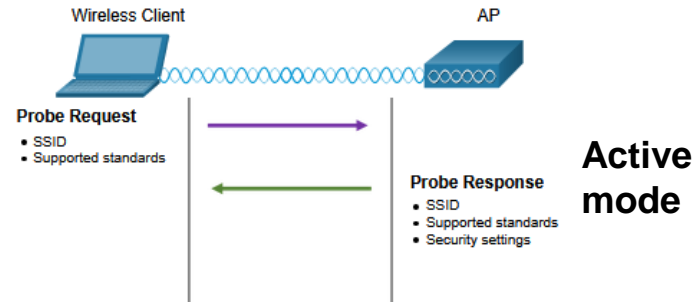 Wireless Client
AP
Probe Request
• SSID
• Supported standards
Probe Response
• SSID
• Supported standards
• Security settings
Active
mode